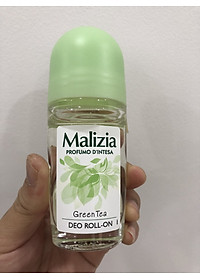 Malizia
PROFUMO D'INTESA
Green Tea
DEO ROLL-ON